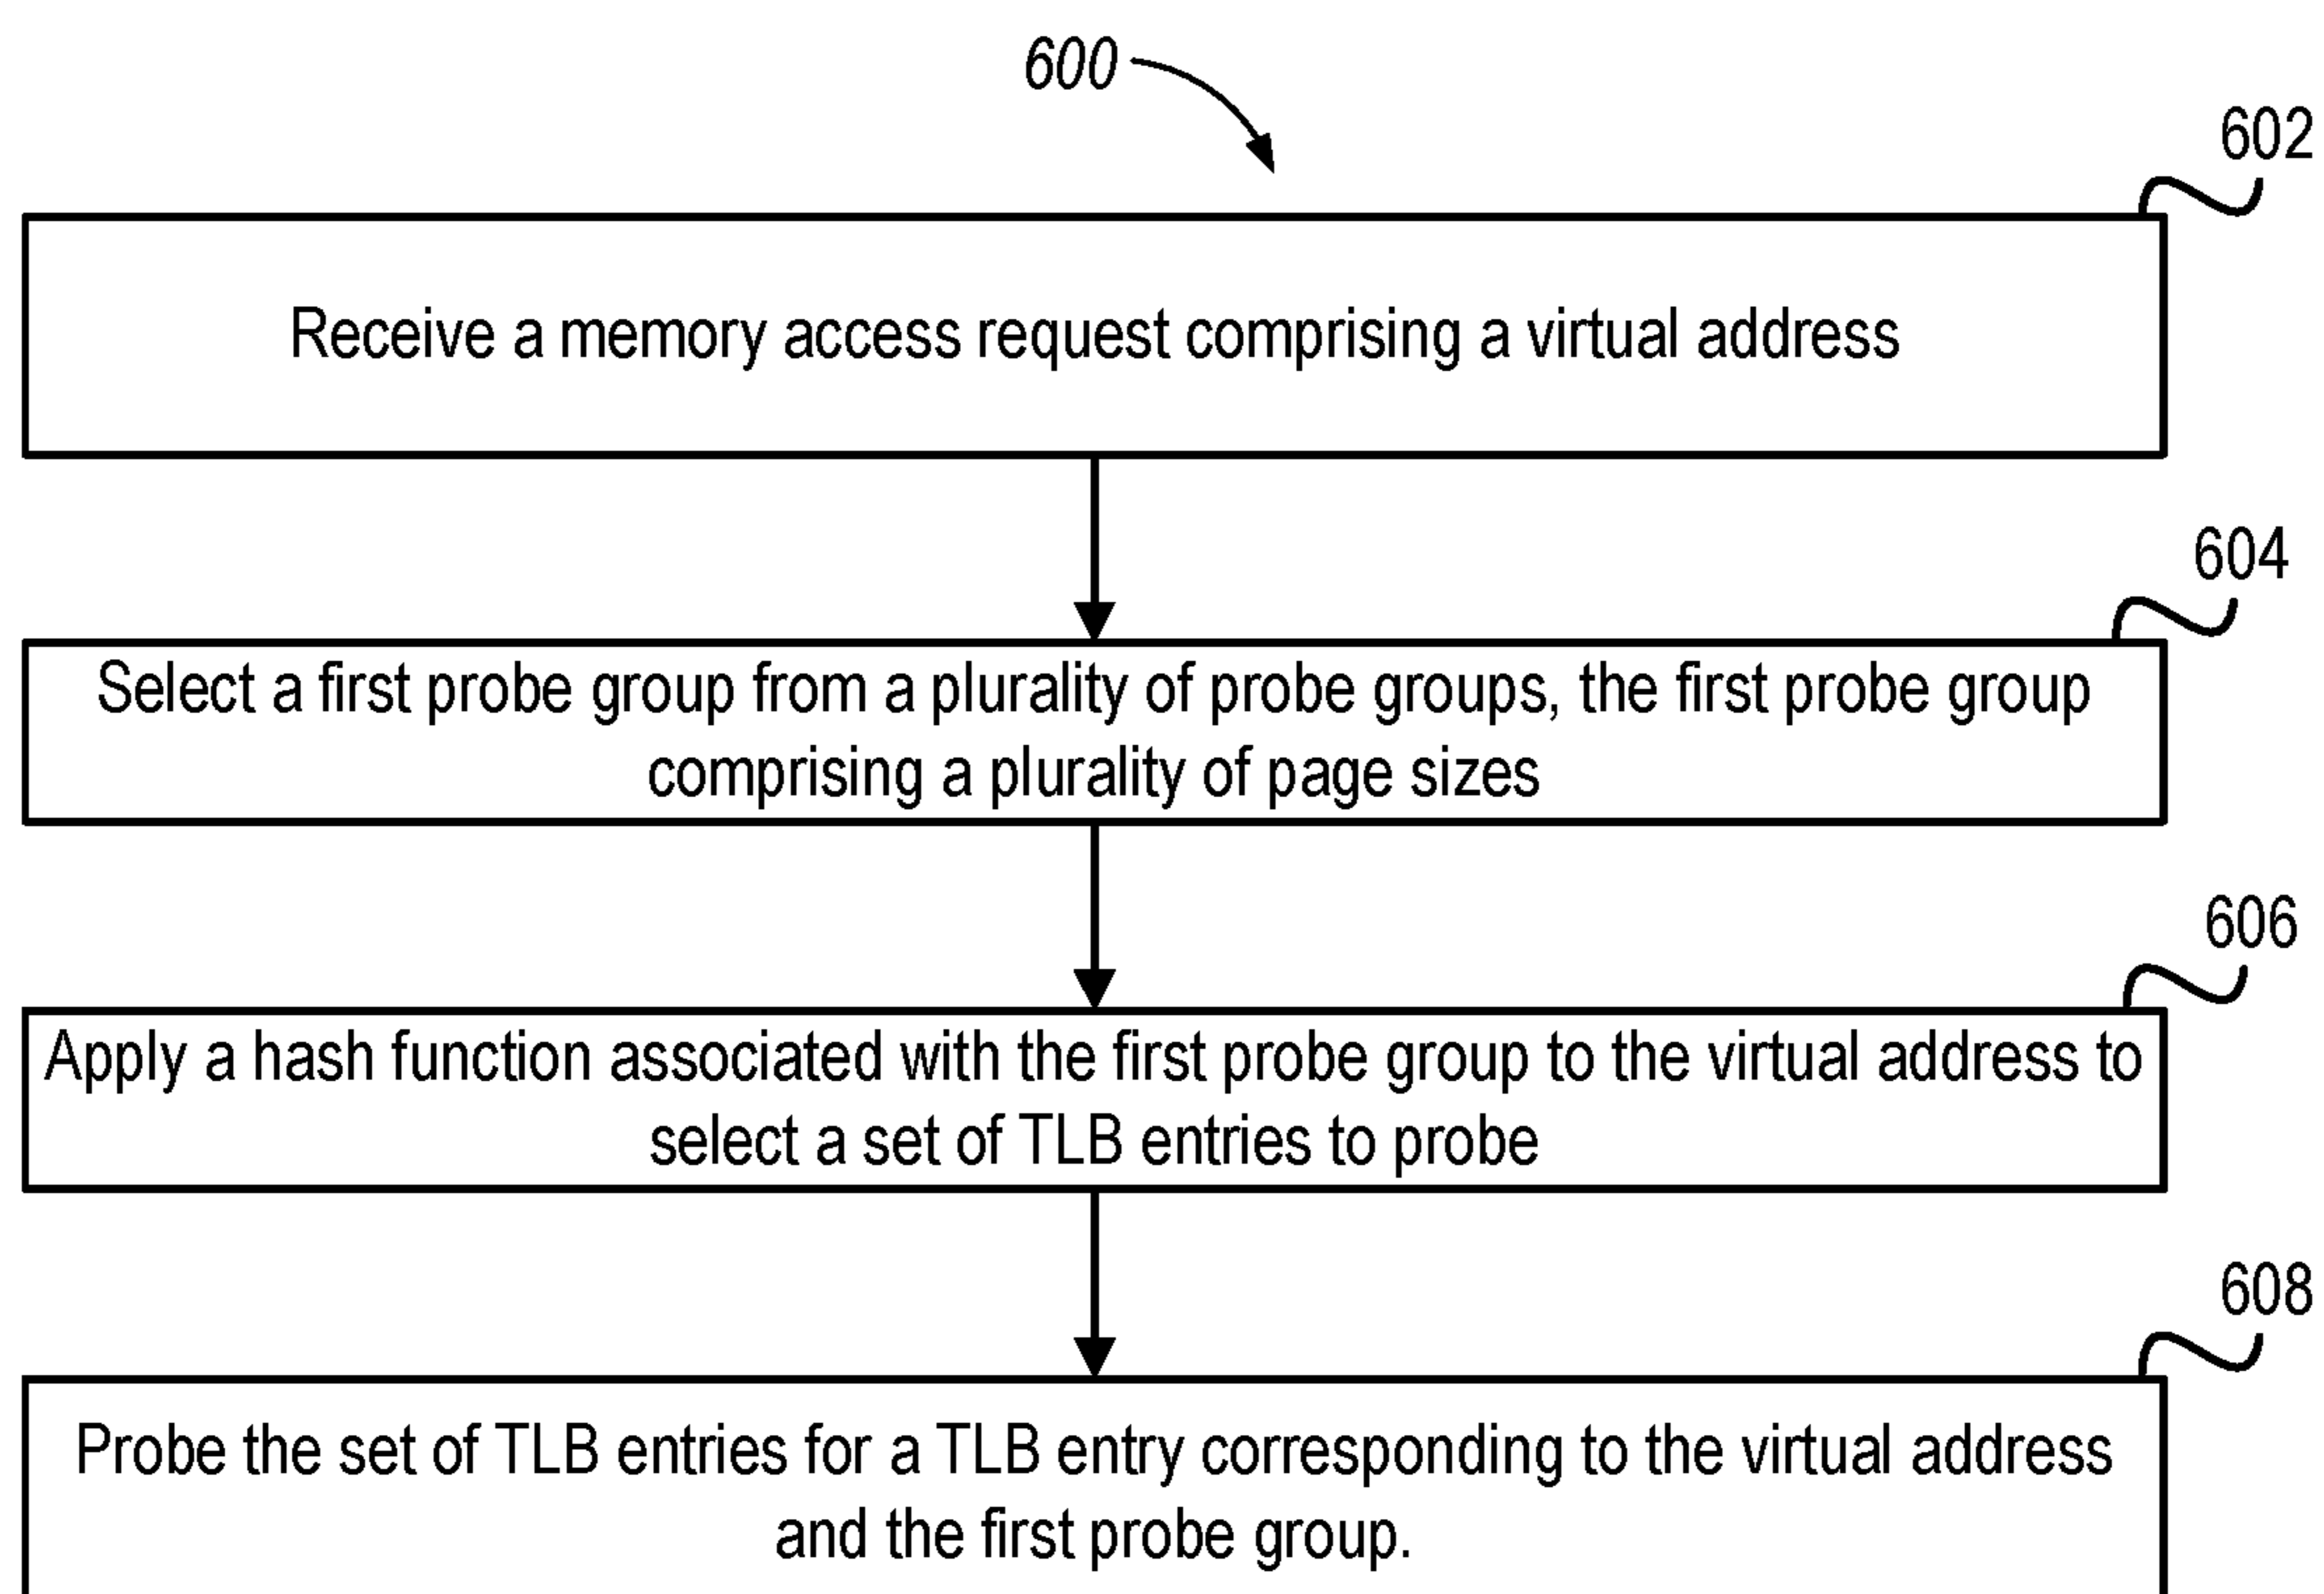 600
602
Receive a memory access request comprising a virtual address
604
Select a first probe group from a plurality of probe groups, the first probe group
comprising a plurality of page sizes
606
Apply a hash function associated with the first probe group to the virtual address to
select a set of TLB entries to probe
608
Probe the set of TLB entries for a TLB entry corresponding to the virtual address
and the first probe group.